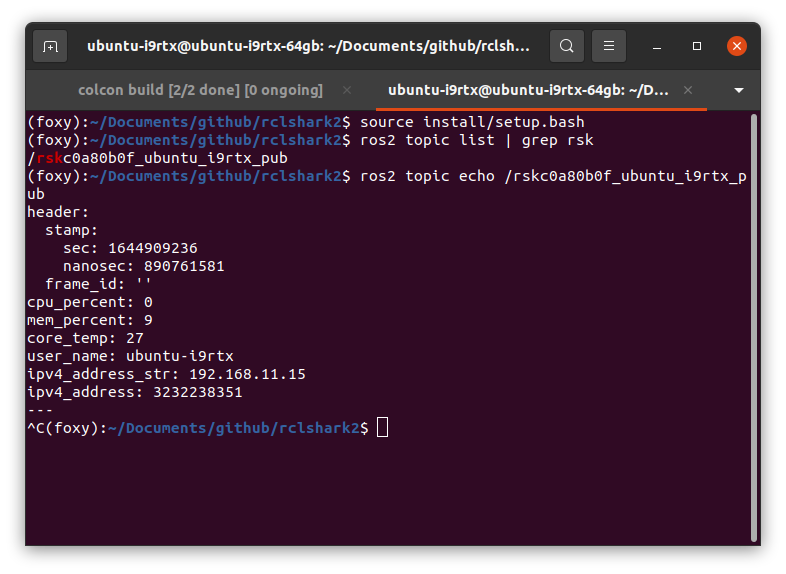 ubuntu-i9rtx@ubuntu-i9rtx-64gb: ~/Documents/github/rclsh...
colcon build [2/2 done] [0 ongoing]
ubuntu-i9rtx@ubuntu-i9rtx-64gb: ~/D...
(foxy):~/Documents/github/rclshark2$ source install/setup.bash
(foxy):~/Documents/github/rclshark2$ ros2 topic list | grep rsk
/rskc0a80b0f_ubuntu_i9rtx_pub
(foxy):~/Documents/github/rclshark2$ ros2 topic echo /rskc0a80b0f_ubuntu_i9rtx_p
ub
header:
  stamp:
    sec: 1644909236
    nanosec: 890761581
  frame_id: ''
cpu_percent: 0
mem_percent: 9
core_temp: 27
user_name: ubuntu-i9rtx
ipv4_address_str: 192.168.11.15
ipv4_address: 3232238351
---
^C(foxy):~/Documents/github/rclshark2$